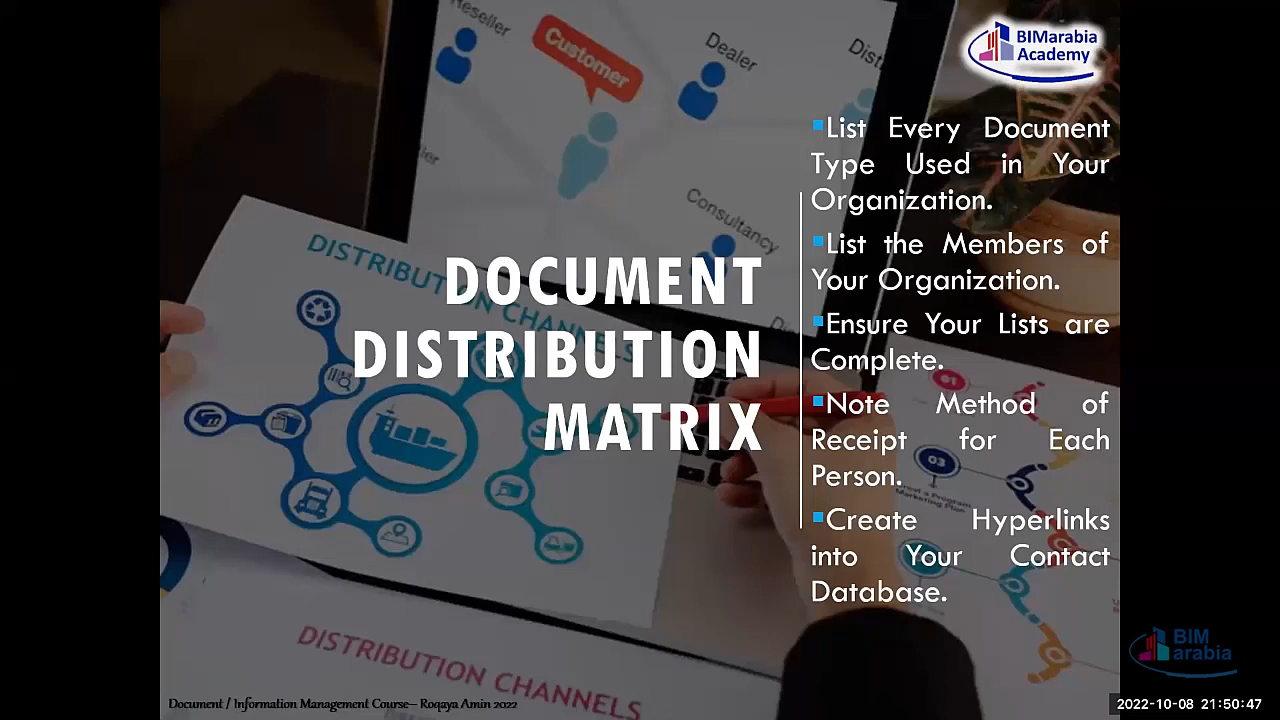 Reseller
Customer
Dealer
BIMarabia
Academy
Consultancy
DISTRIBUTION CHANNELS
DOCUMENT
DISTRIBUTION
MATRIX
List Every Document
Type Used in Your
Organization.
List the Members of
Your Organization.
Ensure Your Lists are
Complete.
Note Method of
Receipt for Each
Person.
Create Hyperlinks
into Your Contact
Database.
01
03
DISTRIBUTION CHANNELS
BIM
arabia
Document / Information Management Course– Roqaya Amin 2022
2022-10-08 21:50:47